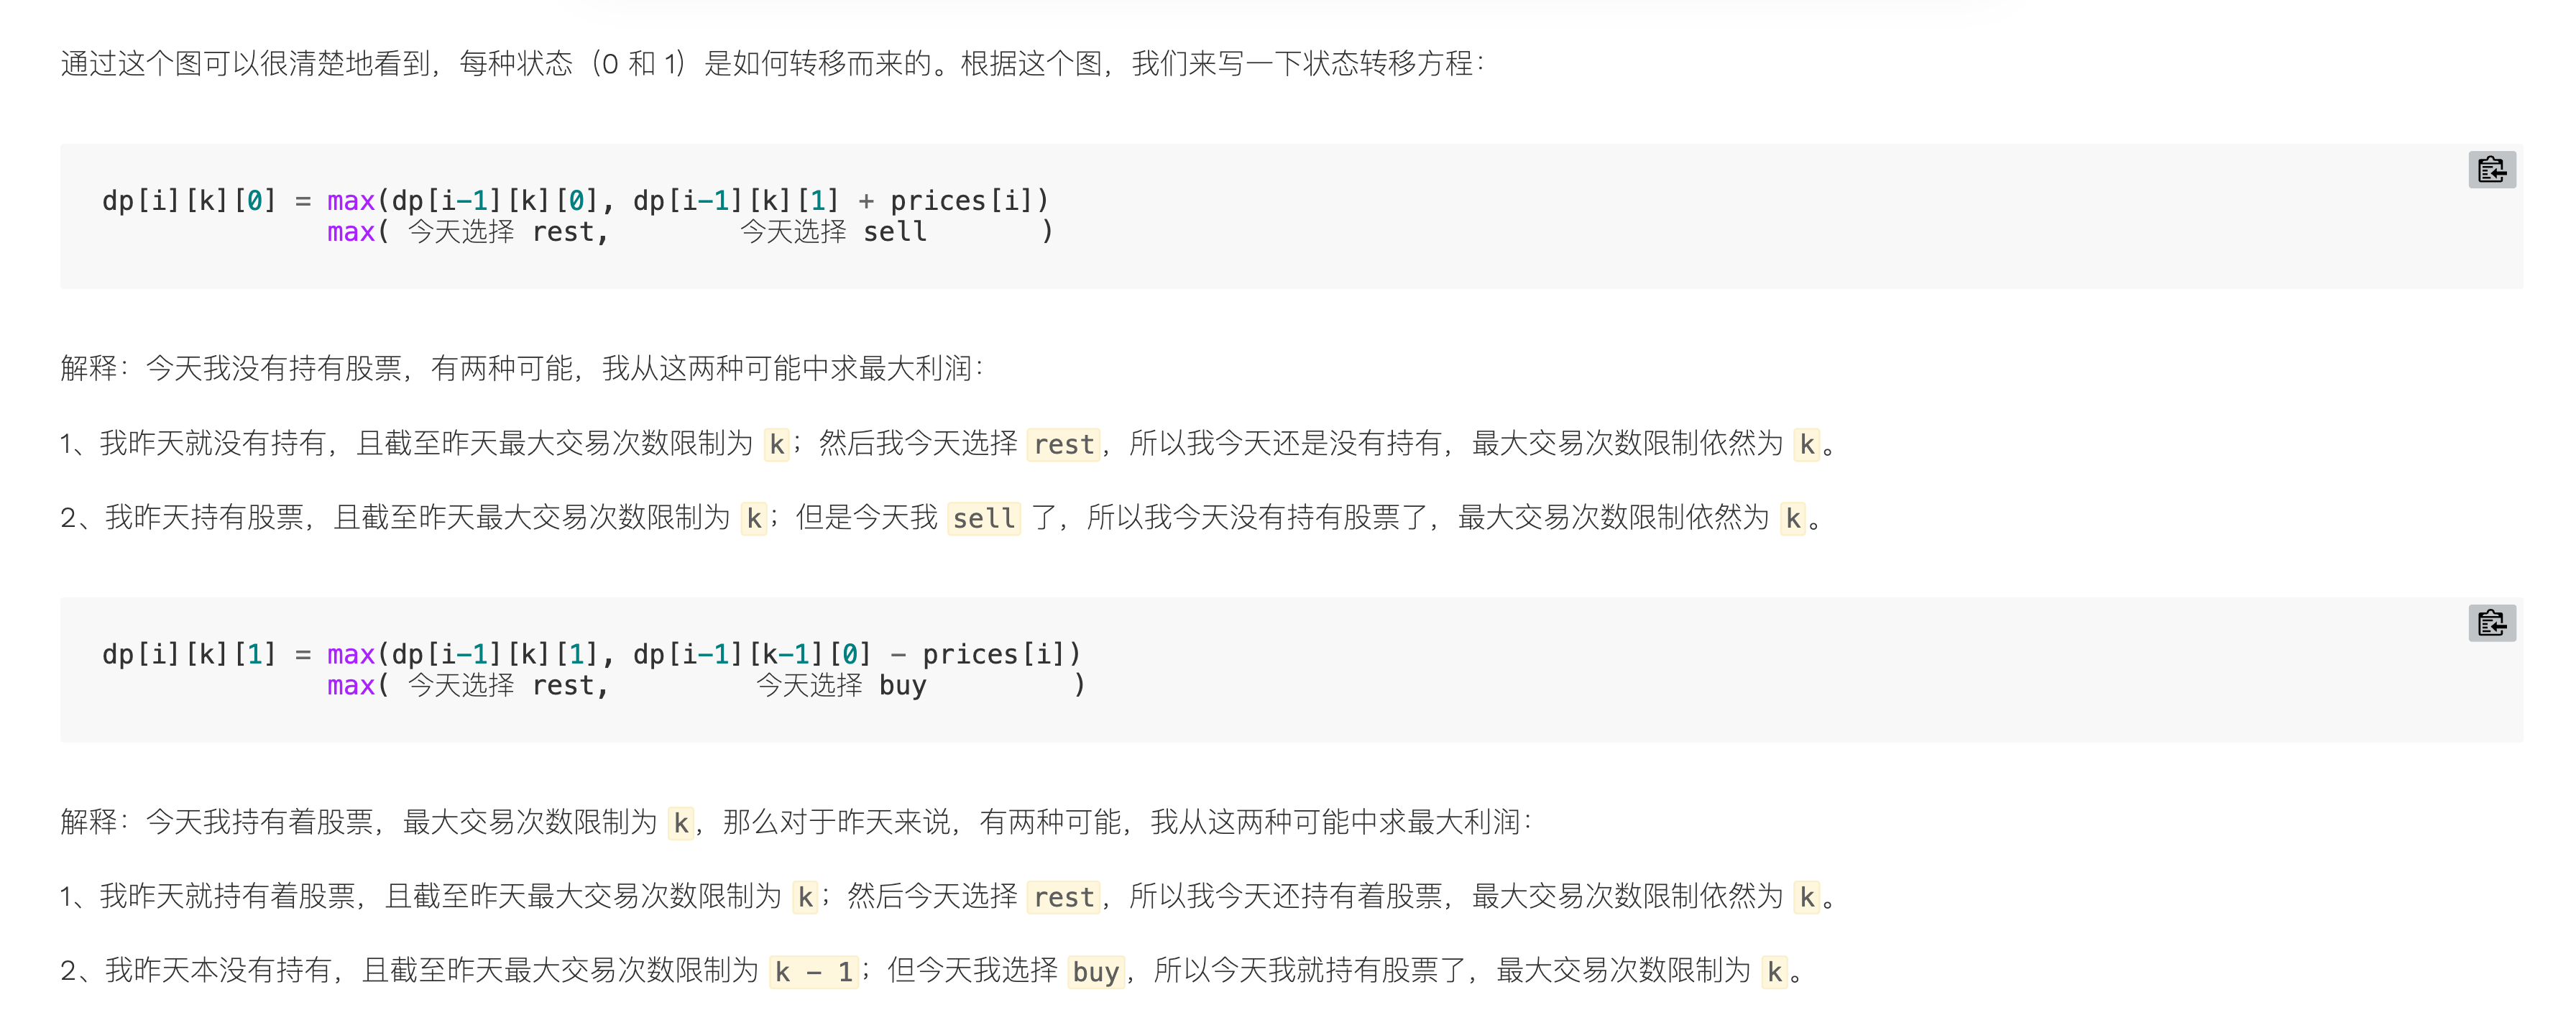 通过这个图可以很清楚地看到，每种状态（0 和 1）是如何转移而来的。根据这个图，我们来写一下状态转移方程：
dp[i][k][0] = max(dp[i-1][k][0], dp[i-1][k][1] + prices[i])
max( 今天选择 rest, 今天选择 sell )
解释：今天我没有持有股票，有两种可能，我从这两种可能中求最大利润：
1、我昨天就没有持有，且截至昨天最大交易次数限制为 k；然后我今天选择 rest，所以我今天还是没有持有，最大交易次数限制依然为 k。
2、我昨天持有股票，且截至昨天最大交易次数限制为 k；但是今天我 sell 了，所以我今天没有持有股票了，最大交易次数限制依然为 k。
dp[i][k][1] = max(dp[i-1][k][1], dp[i-1][k-1][0] - prices[i])
max( 今天选择 rest, 今天选择 buy )
解释：今天我持有着股票，最大交易次数限制为 k，那么对于昨天来说，有两种可能，我从这两种可能中求最大利润：
1、我昨天就持有着股票，且截至昨天最大交易次数限制为 k；然后今天选择 rest，所以我今天还持有着股票，最大交易次数限制依然为 k。
2、我昨天本没有持有，且截至昨天最大交易次数限制为 k - 1；但今天我选择 buy，所以今天我就持有股票了，最大交易次数限制为 k。